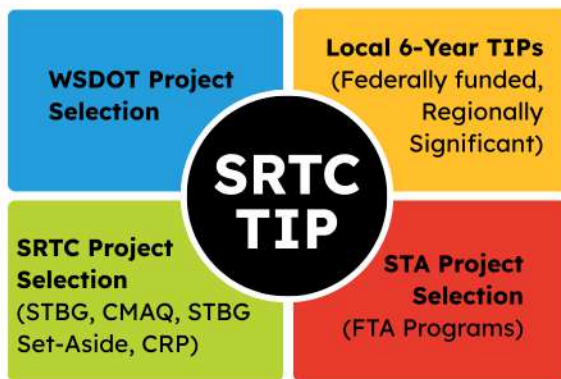 WSDOT Project
Selection
Local 6-Year TIPs
(Federally funded,
Regionally
Significant)
SRTC
TIP
SRTC Project
Selection
(STBG, CMAQ, STBG
Set-Aside, CRP)
STA Project
Selection
(FTA Programs)